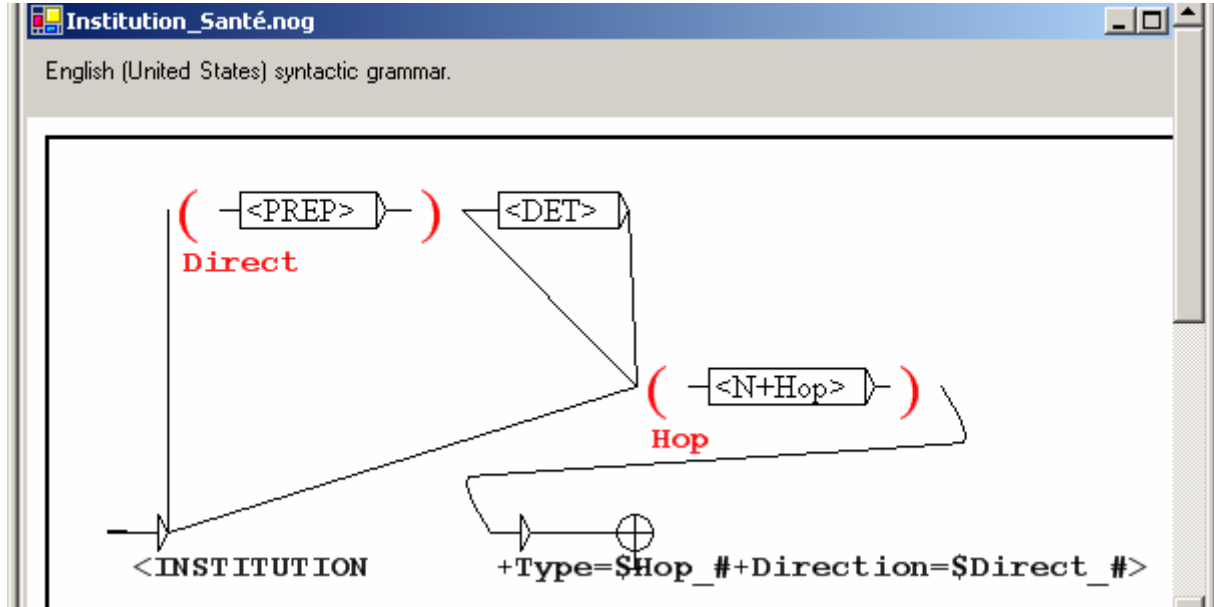 Institution_Santé.nog
English (United States) syntactic grammar.
( <PREP> ) <DET>
Direct
( <N+Hop> )
Hop
<INSTITUTION +Type=$Hop_#+Direction=$Direct_#>